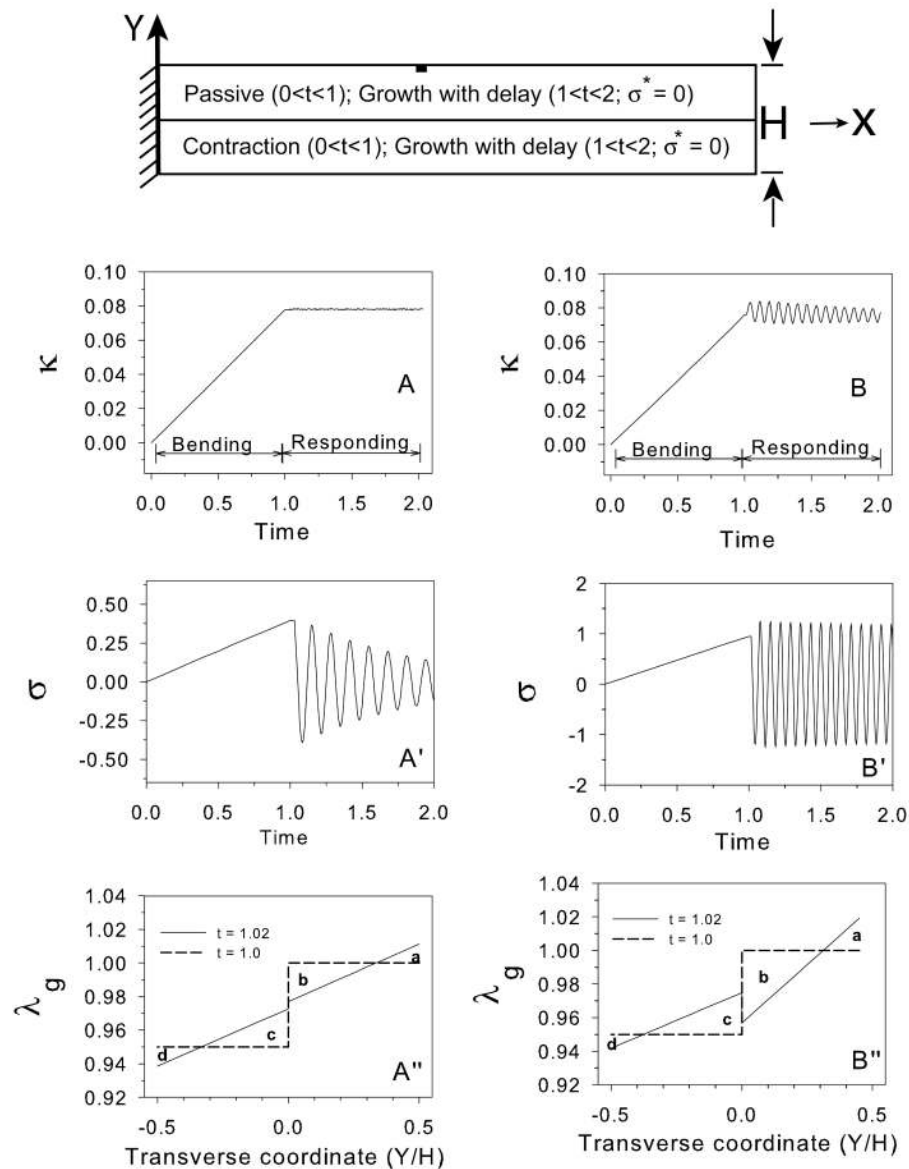 Y
Passive (0<t<1); Growth with delay (1<t<2; σ* = 0)
Contraction (0<t<1); Growth with delay (1<t<2; σ* = 0)
H
X
0.10
0.08
0.06
0.04
0.02
0.00
κ
A
Bending
Responding
0.0 0.5 1.0 1.5 2.0
Time
0.10
0.08
0.06
0.04
0.02
0.00
κ
B
Bending
Responding
0.0 0.5 1.0 1.5 2.0
Time
0.50
0.25
0.00
-0.25
-0.50
σ
A'
0.0 0.5 1.0 1.5 2.0
Time
2
1
0
-1
-2
σ
B'
0.0 0.5 1.0 1.5 2.0
Time
1.04
1.02
1.00
0.98
0.96
0.94
0.92
λg
t = 1.02
t = 1.0
a
b
c
d
A"
-0.5 0.0 0.5
Transverse coordinate (Y/H)
1.04
1.02
1.00
0.98
0.96
0.94
0.92
λg
t = 1.02
t = 1.0
a
b
c
d
B"
-0.5 0.0 0.5
Transverse coordinate (Y/H)